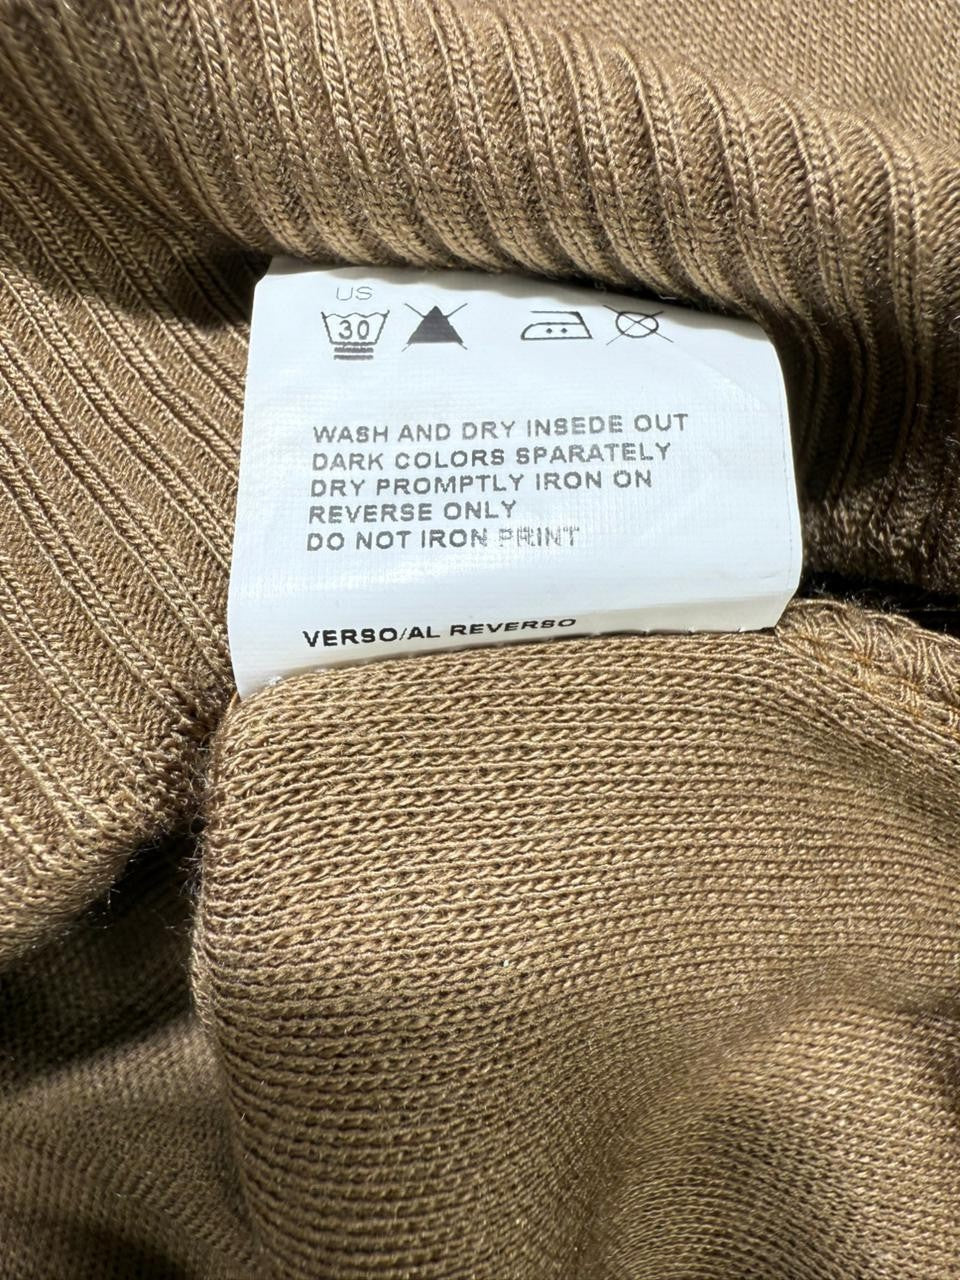 US
30
WASH AND DRY INSEDE OUT
DARK COLORS SPARATELY
DRY PROMPTLY IRON ON
REVERSE ONLY
DO NOT IRON PRINT
VERSO/AL REVERSO